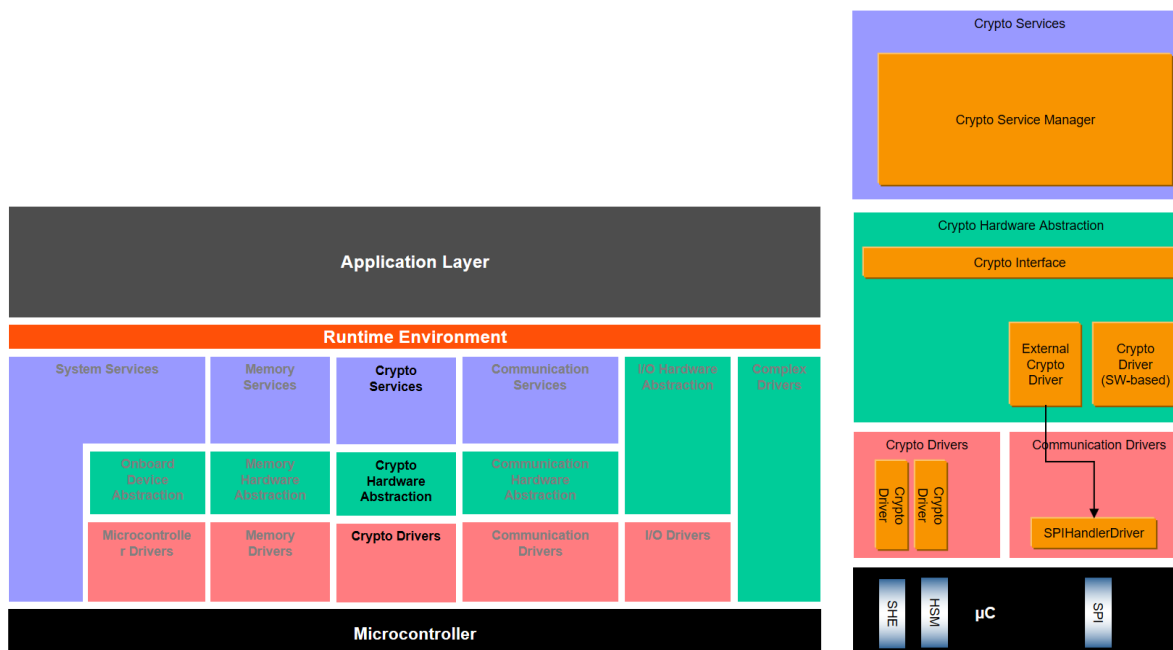 Application Layer
Runtime Environment
System Services
Memory
Services
Crypto
Services
Communication
Services
I/O Hardware
Abstraction
Complex
Drivers
Onboard
Device
Abstraction
Memory
Hardware
Abstraction
Crypto
Hardware
Abstraction
Communication
Hardware
Abstraction
Microcontrolle
r Drivers
Memory
Drivers
Crypto Drivers
Communication
Drivers
I/O Drivers
Microcontroller
Crypto Services
Crypto Service Manager
Crypto Hardware Abstraction
Crypto Interface
External
Crypto
Driver
Crypto
Driver
(SW-based)
Crypto Drivers
Crypto
Driver
Crypto
Driver
Communication Drivers
SPIHandlerDriver
SHE
HSM
µC
SPI